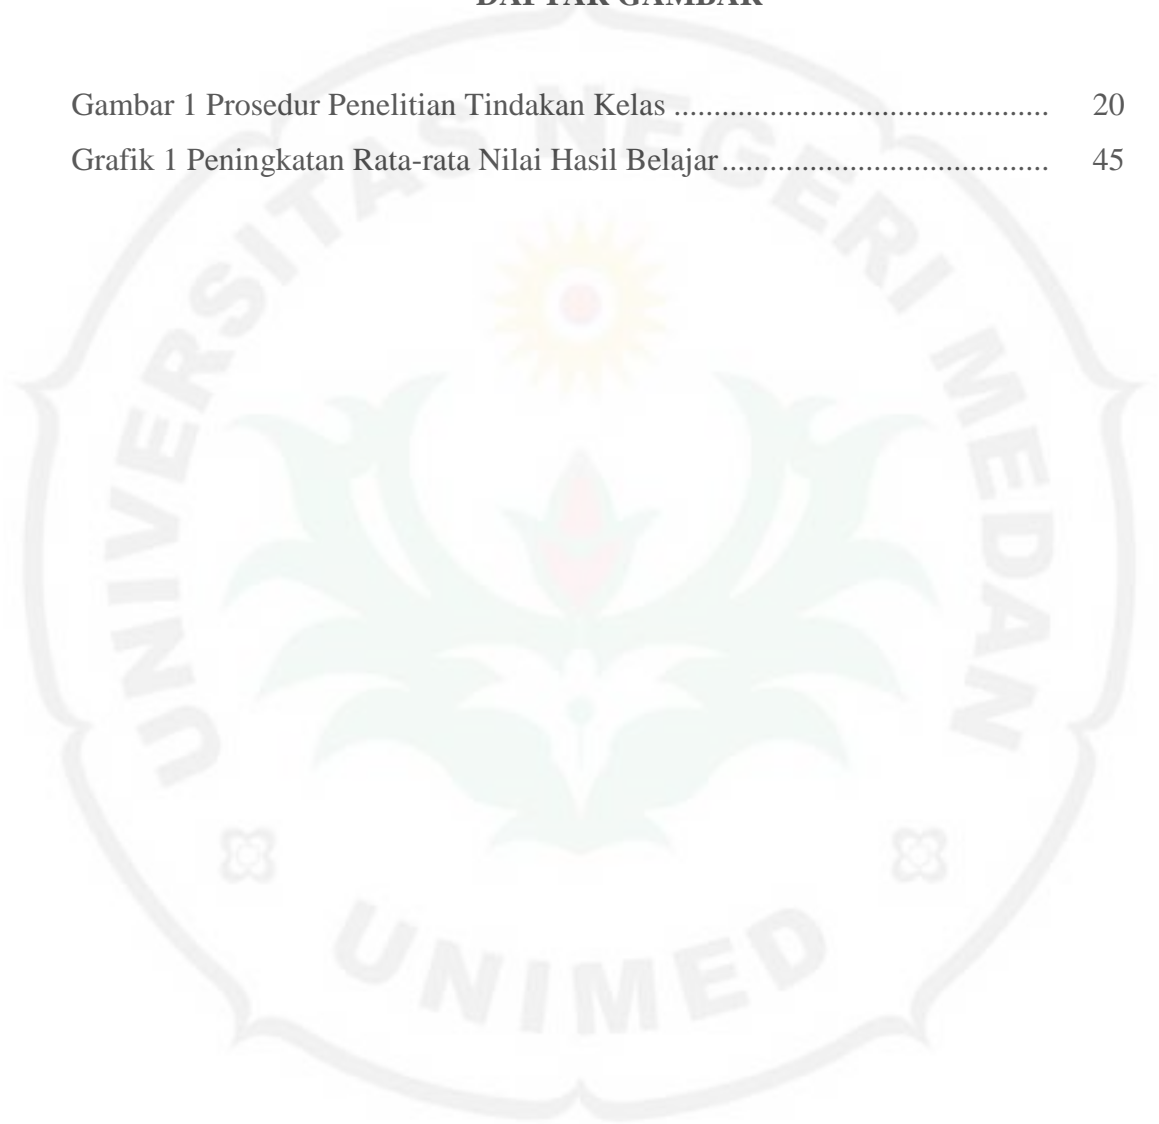 DAFTAR GAMBAR
Gambar 1 Prosedur Penelitian Tindakan Kelas ............................................... 20
Grafik 1 Peningkatan Rata-rata Nilai Hasil Belajar ......................................... 45
UNIVERSITAS NEGERI MEDAN
UNIMED